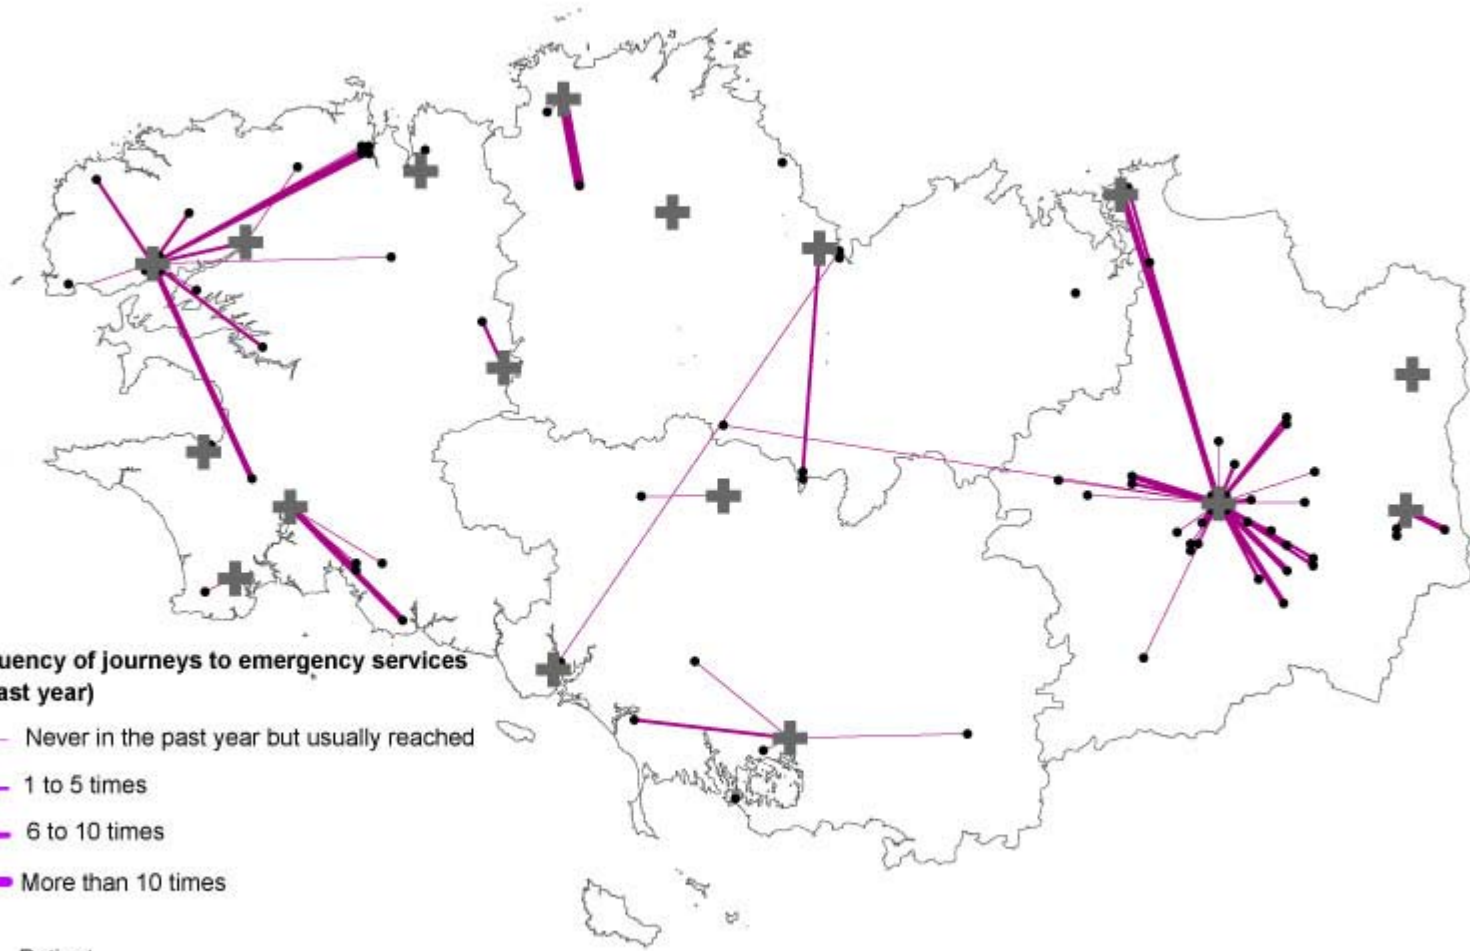 uency of journeys to emergency services
ast year)
Never in the past year but usually reached
1 to 5 times
6 to 10 times
More than 10 times